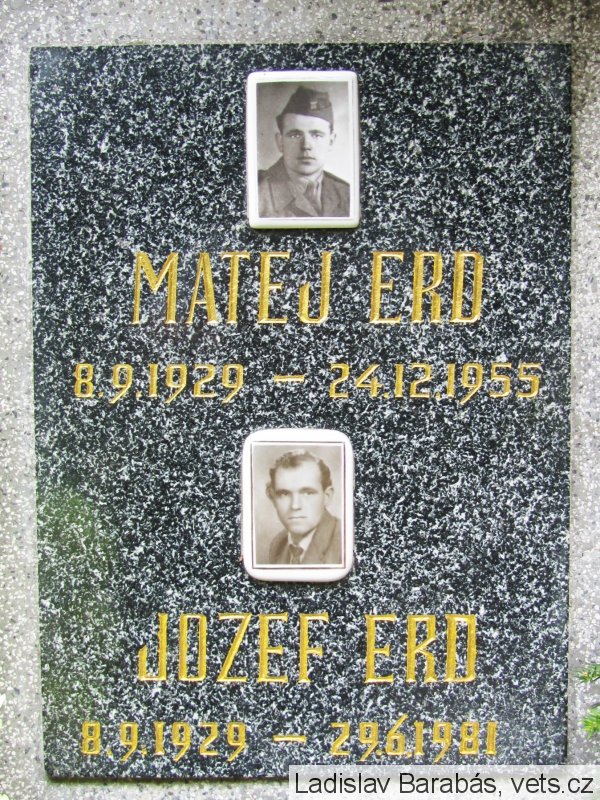 MATEJ ERD
8.9.1929 – 24.12.1955
JOZEF ERD
8.9.1929 – 29.6.1981
Ladislav Barabás, vets.cz